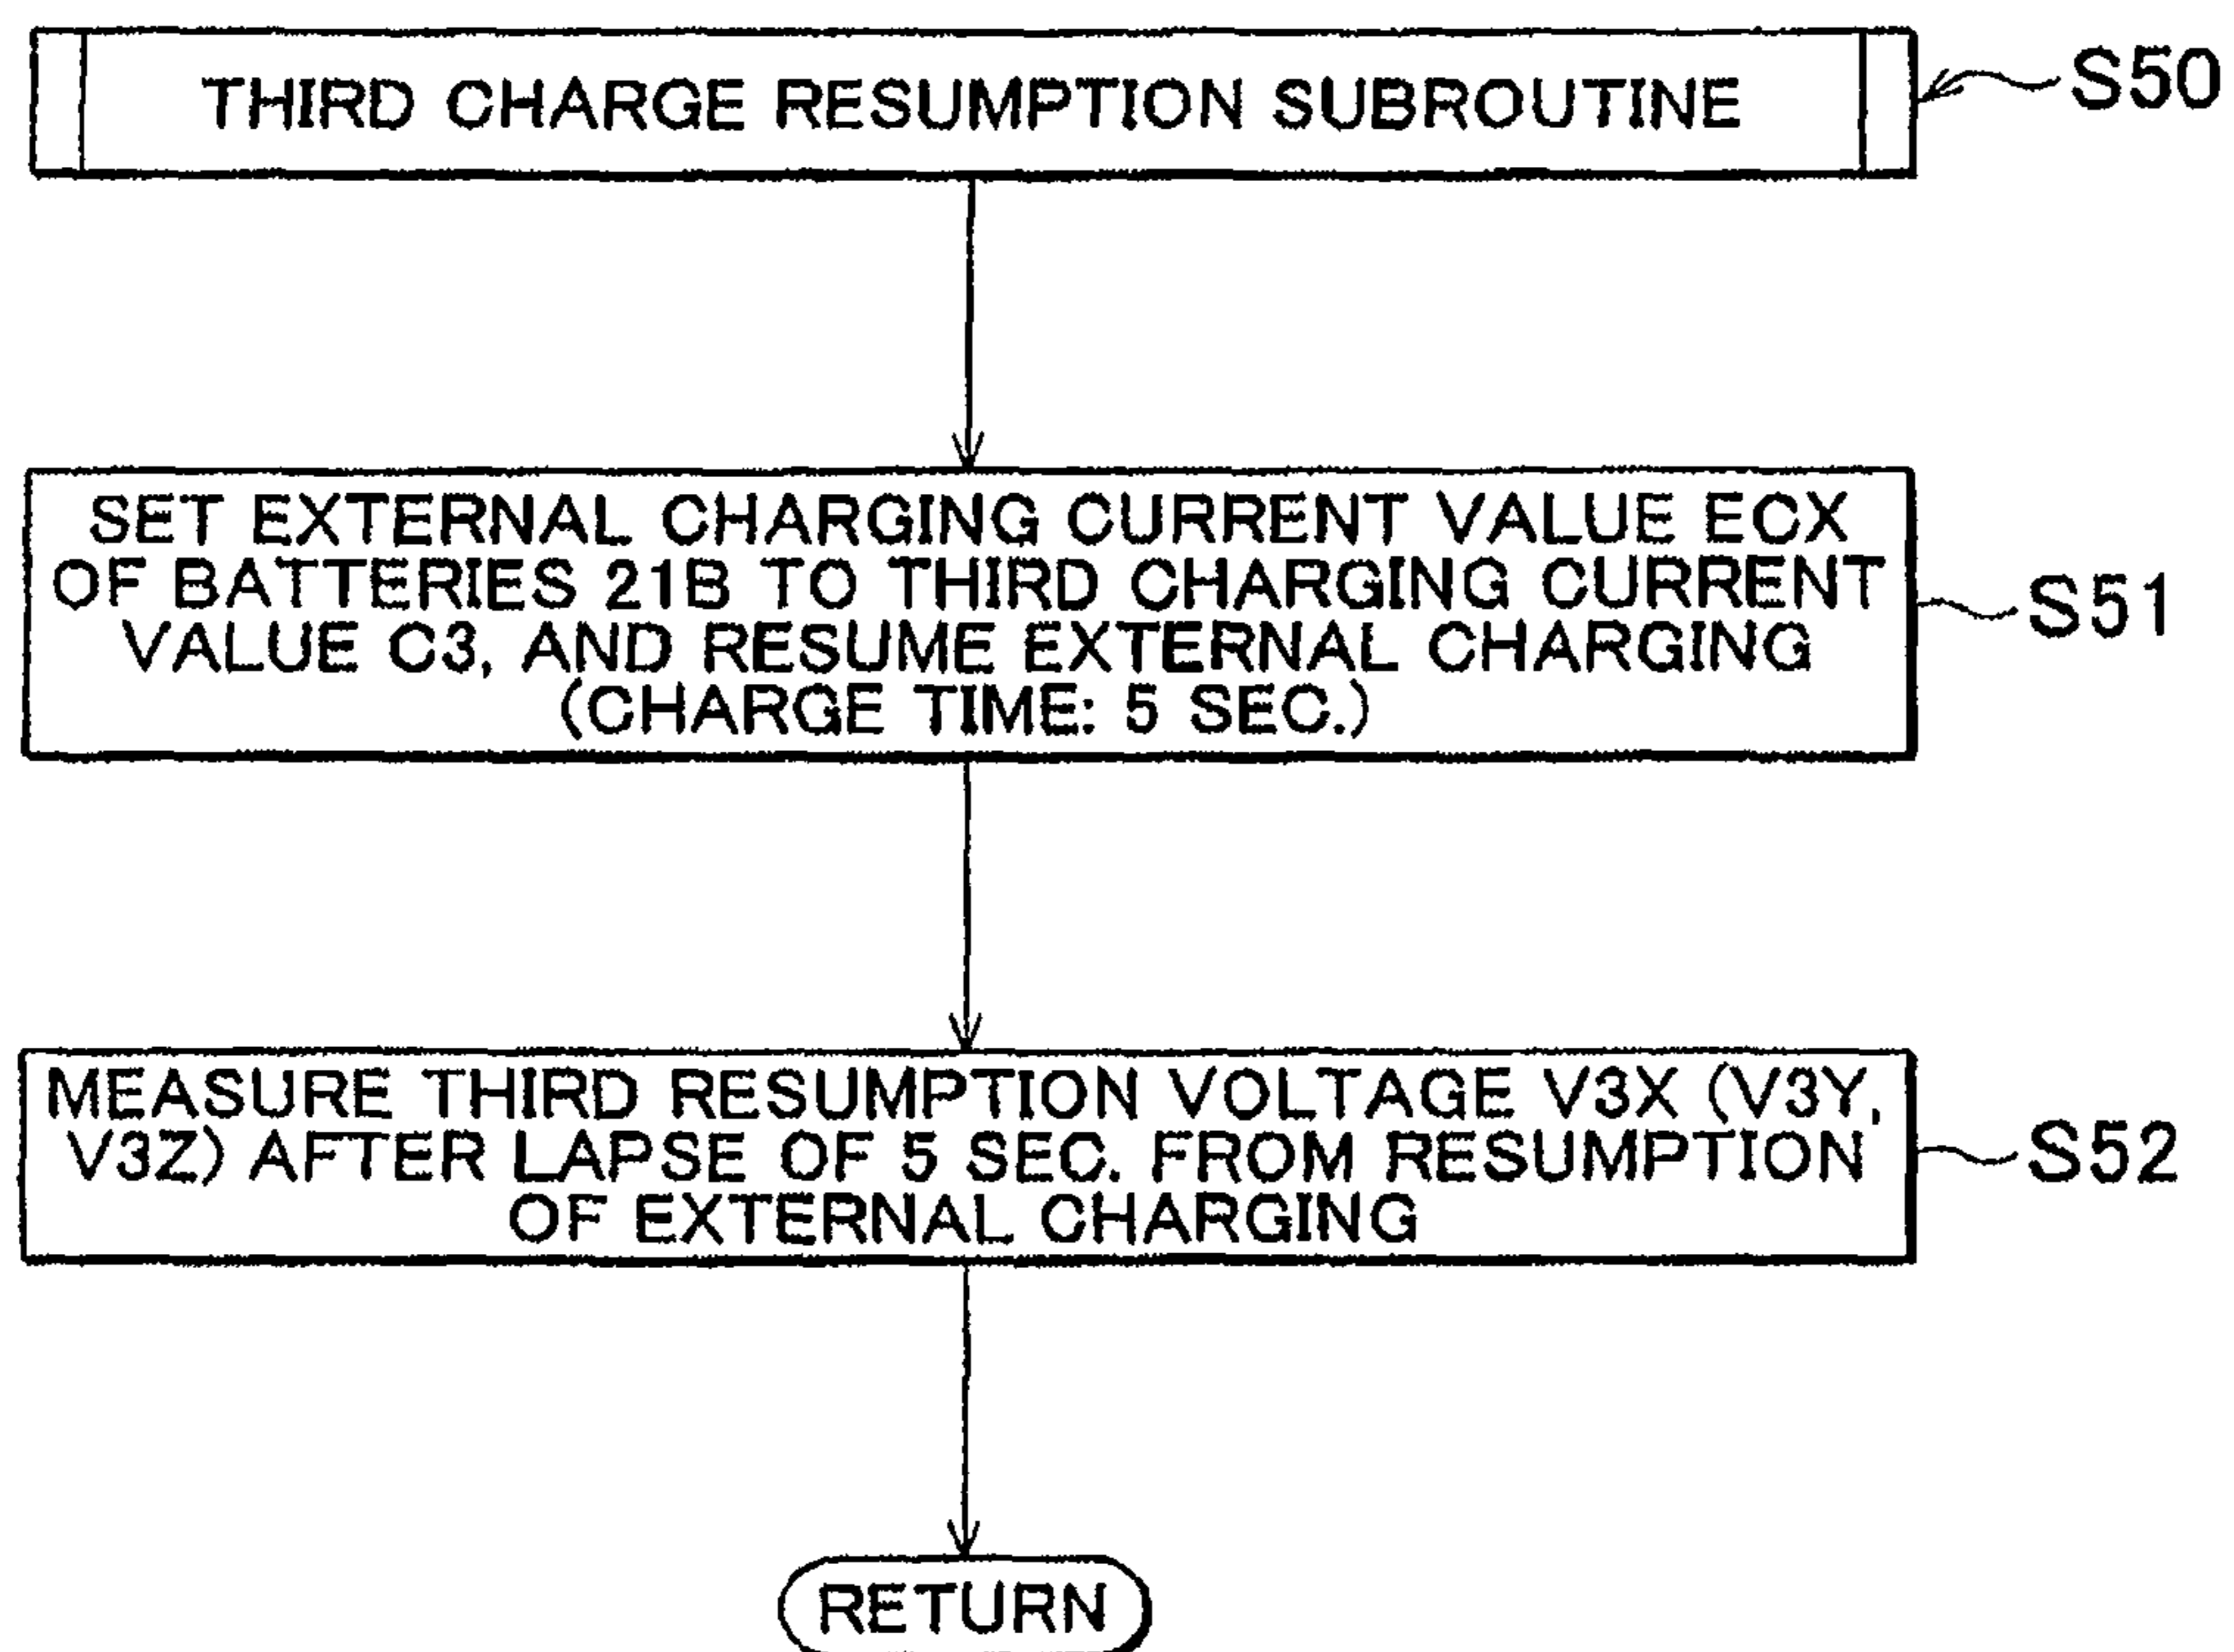 THIRD CHARGE RESUMPTION SUBROUTINE
S50
SET EXTERNAL CHARGING CURRENT VALUE ECX
OF BATTERIES 21B TO THIRD CHARGING CURRENT
VALUE C3, AND RESUME EXTERNAL CHARGING
(CHARGE TIME: 5 SEC.)
S51
MEASURE THIRD RESUMPTION VOLTAGE V3X (V3Y,
V3Z) AFTER LAPSE OF 5 SEC. FROM RESUMPTION
OF EXTERNAL CHARGING
S52
RETURN